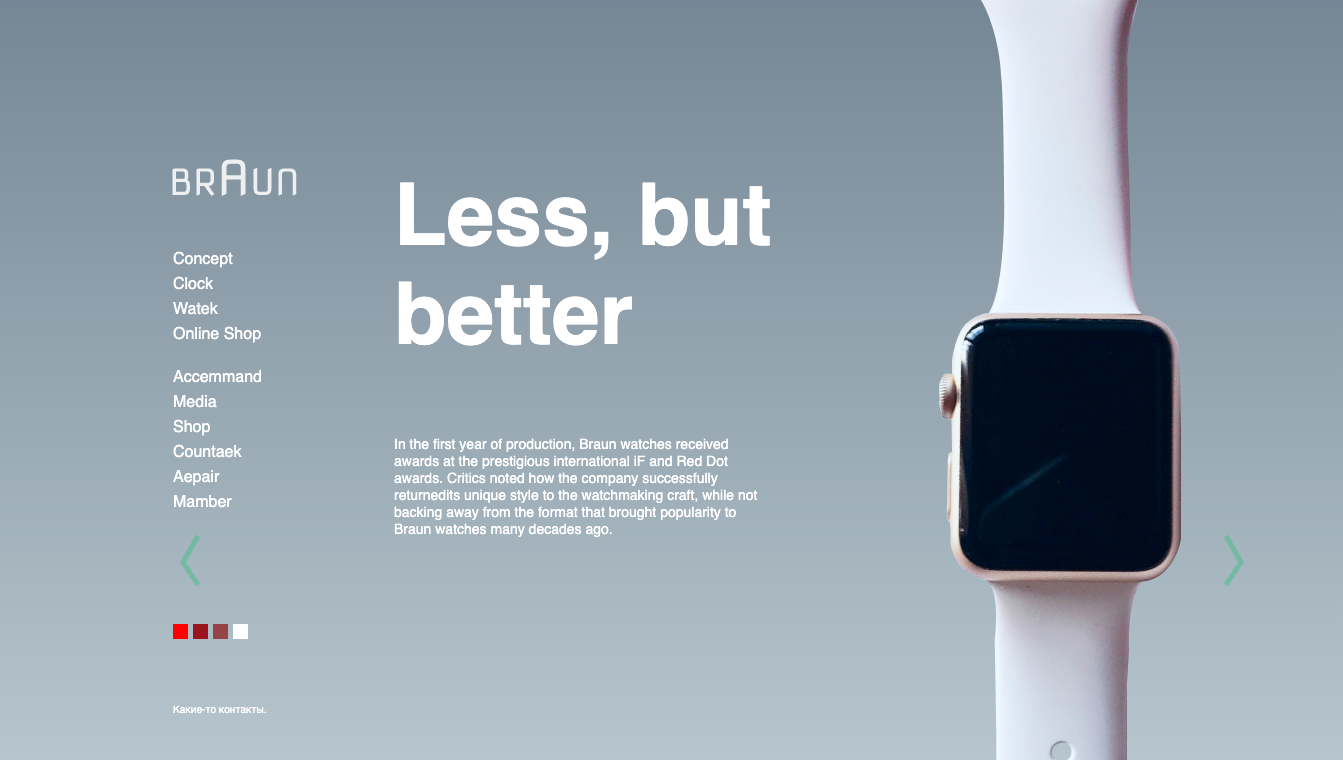 BRAUN
Concept
Clock
Watek
Online Shop
Accemmand
Media
Shop
Countaek
Aepair
Mamber
Less, but
better
In the first year of production, Braun watches received
awards at the prestigious international iF and Red Dot
awards. Critics noted how the company successfully
returnedits unique style to the watchmaking craft, while not
backing away from the format that brought popularity to
Braun watches many decades ago.
Какие-то контакты.